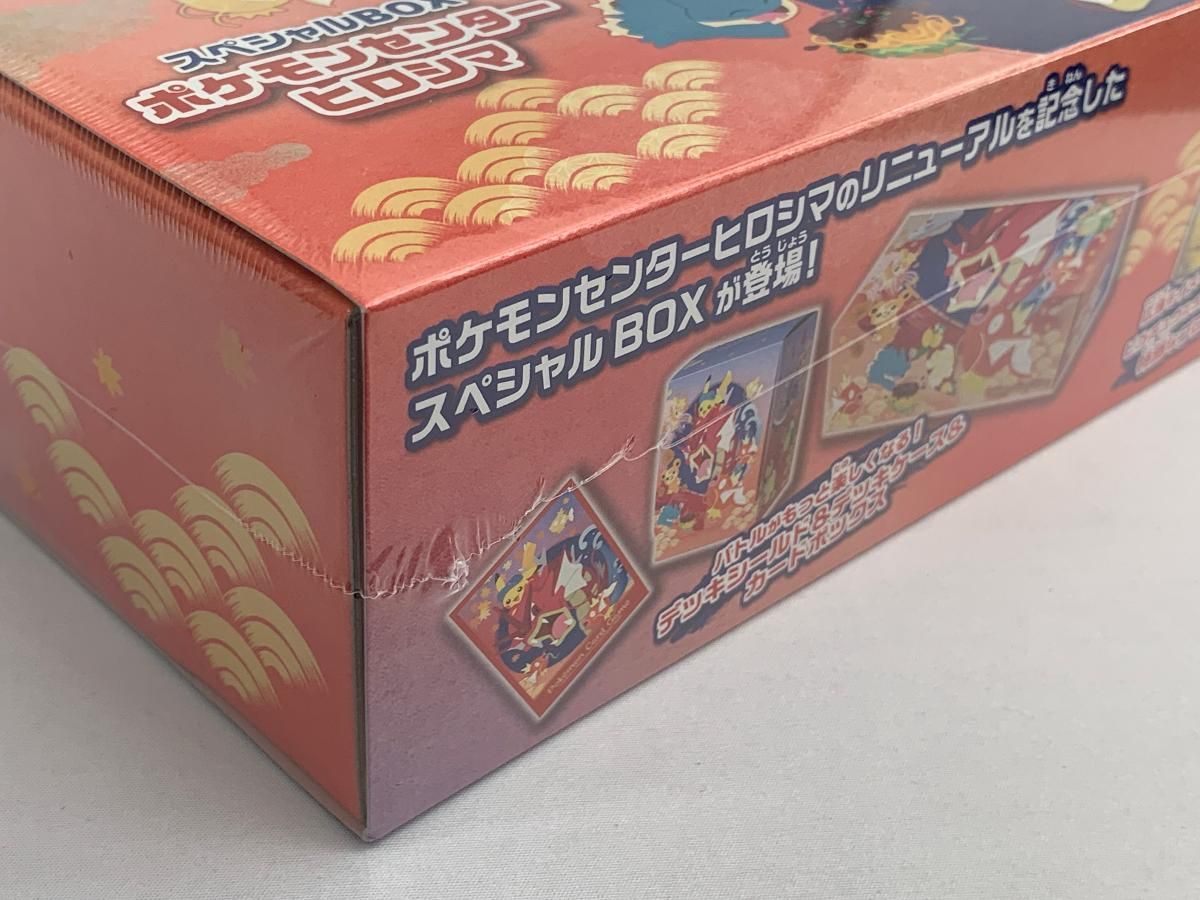 スペシャルBOX
ポケモンセンター
ヒロシマ
ポケモンセンターヒロシマのリニューアルを記念した
スペシャルBOXが登場!
バトルがもっと楽しくなる!
デッキシールド&デッキケース&
カードボックス
Pokémon Card Game